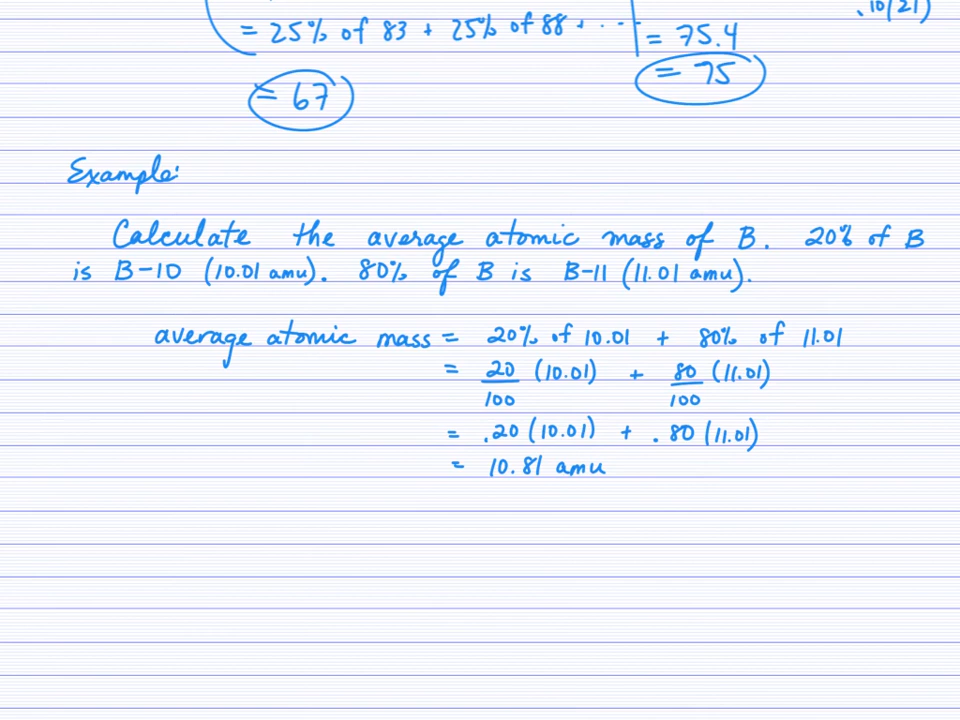 .10(21)
= 25% of 83 + 25% of 88 + ...
= 75.4
= 75
= 67
Example:
Calculate the average atomic mass of B. 20% of B
is B-10 (10.01 amu). 80% of B is B-11 (11.01 amu).
average atomic mass = 20% of 10.01 + 80% of 11.01
= 20/100 (10.01) + 80/100 (11.01)
= .20 (10.01) + .80 (11.01)
= 10.81 amu